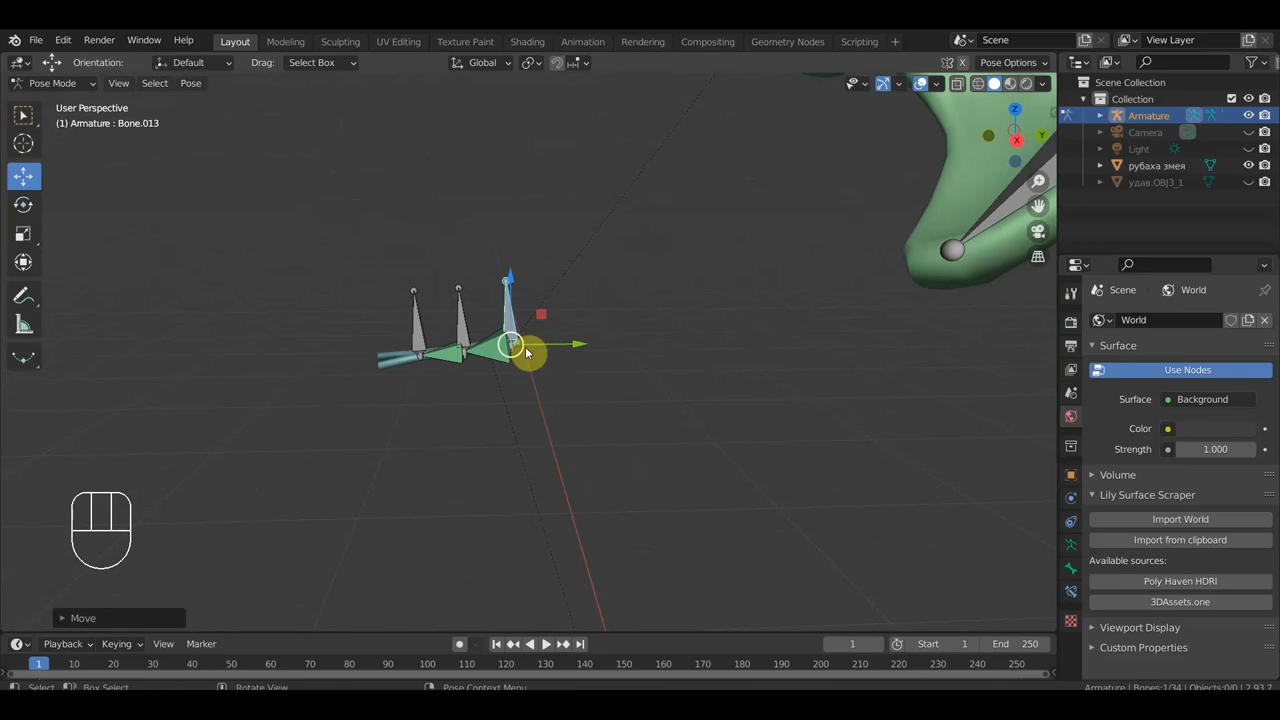 File Edit Render Window Help Layout Modeling Sculpting UV Editing Texture Paint Shading Animation Rendering Compositing Geometry Nodes Scripting + Scene View Layer
Orientation: Default Drag: Select Box Global X Pose Options
Pose Mode View Select Pose
User Perspective
(1) Armature : Bone.013
Z
Y
X
Move
Scene Collection
Collection
Armature
Camera
Light
рубаха змея
удав.OBJ3_1
Scene World
World
Surface
Use Nodes
Surface Background
Color
Strength 1.000
Volume
Lily Surface Scraper
Import World
Import from clipboard
Available sources:
Poly Haven HDRI
3DAssets.one
Viewport Display
Custom Properties
Playback Keying View Marker 1 Start 1 End 250
1 10 20 30 40 50 60 70 80 90 100 110 120 130 140 150 160 170 180 190 200 210 220 230 240 250
Select Box Select Rotate View Pose Context Menu Armature | Bones:1/34 | Objects:0/0 | 2.93.7